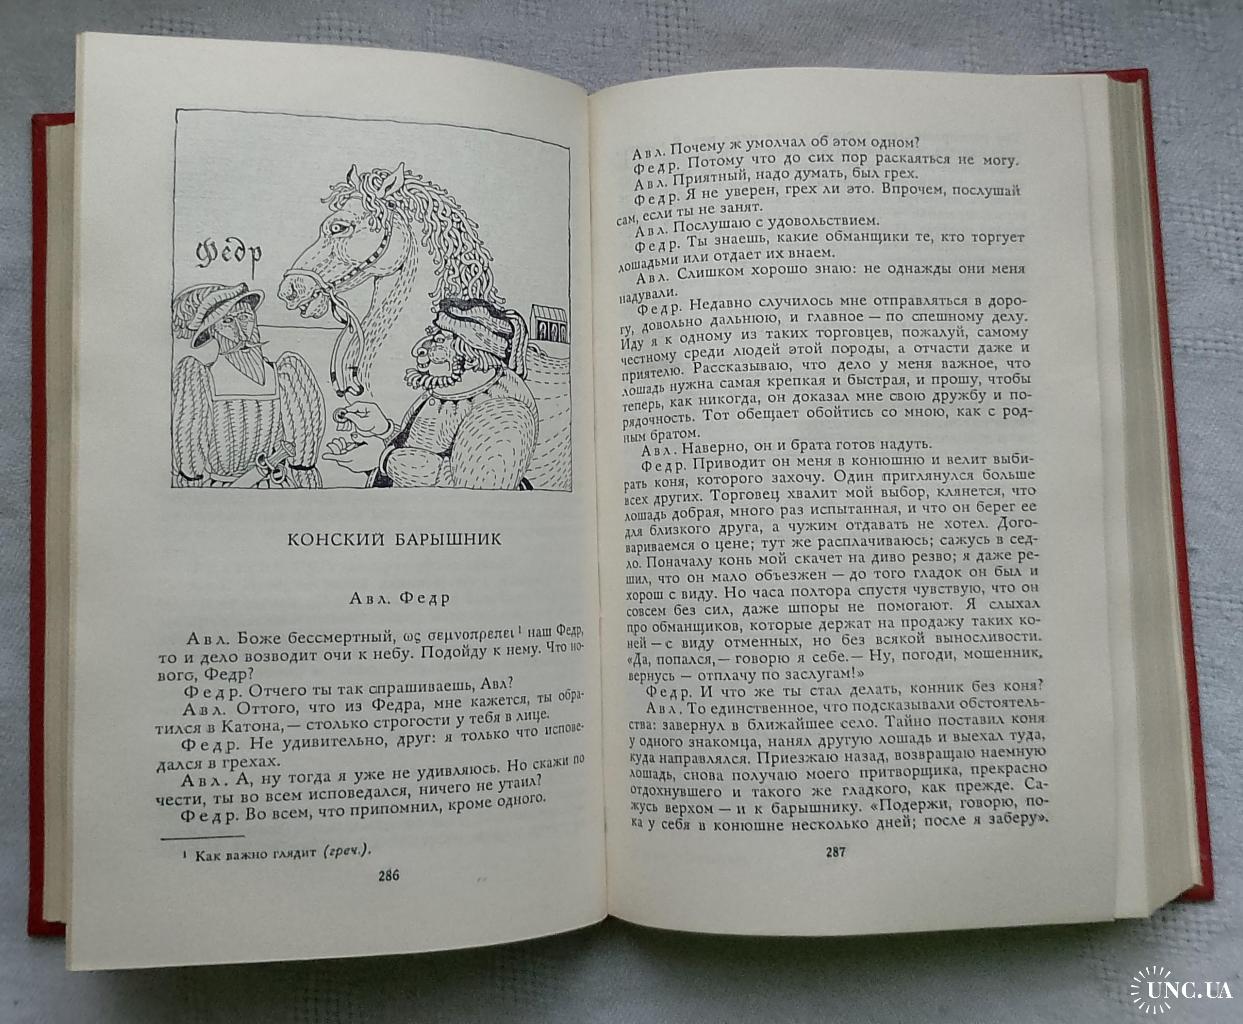 Федр
КОНСКИЙ БАРЫШНИК
Авл. Федр
Авл. Боже бессмертный, ως σεμνοπρεπει¹ наш Федр,
то и дело возводит очи к небу. Подойду к нему. Что но-
вого, Федр?
Федр. Отчего ты так спрашиваешь, Авл?
Авл. Оттого, что из Федра, мне кажется, ты обра-
тился в Катона,— столько строгости у тебя в лице.
Федр. Не удивительно, друг: я только что испове-
дался в грехах.
Авл. А, ну тогда я уже не удивляюсь. Но скажи по
чести, ты во всем исповедался, ничего не утаил?
Федр. Во всем, что припомнил, кроме одного.
¹ Как важно глядит (греч.).
286
Авл. Почему ж умолчал об этом одном?
Федр. Потому что до сих пор раскаяться не могу.
Авл. Приятный, надо думать, был грех.
Федр. Я не уверен, грех ли это. Впрочем, послушай
сам, если ты не занят.
Авл. Послушаю с удовольствием.
Федр. Ты знаешь, какие обманщики те, кто торгует
лошадьми или отдает их внаем.
Авл. Слишком хорошо знаю: не однажды они меня
надували.
Федр. Недавно случилось мне отправляться в доро-
гу, довольно дальнюю, и главное — по спешному делу.
Иду я к одному из таких торговцев, пожалуй, самому
честному среди людей этой породы, а отчасти даже и
приятелю. Рассказываю, что дело у меня важное, что
лошадь нужна самая крепкая и быстрая, и прошу, чтобы
теперь, как никогда, он доказал мне свою дружбу и по-
рядочность. Тот обещает обойтись со мною, как с род-
ным братом.
Авл. Наверно, он и брата готов надуть.
Федр. Приводит он меня в конюшню и велит выби-
рать коня, которого захочу. Один приглянулся больше
всех других. Торговец хвалит мой выбор, клянется, что
лошадь добрая, много раз испытанная, и что он берег ее
для близкого друга, а чужим отдавать не хотел. Дого-
вариваемся о цене; тут же расплачиваюсь; сажусь в сед-
ло. Поначалу конь мой скачет на диво резво; я даже ре-
шил, что он мало объезжен — до того гладок он был и
хорош с виду. Но часа полтора спустя чувствую, что он
совсем без сил, даже шпоры не помогают. Я слыхал
про обманщиков, которые держат на продажу таких ко-
ней — с виду отменных, но без всякой выносливости.
«Да, попался,— говорю я себе.— Ну, погоди, мошенник,
вернусь — отплачу по заслугам!»
Федр. И что же ты стал делать, конник без коня?
Авл. То единственное, что подсказывали обстоятель-
ства: завернул в ближайшее село. Тайно поставил коня
у одного знакомца, нанял другую лошадь и выехал туда,
куда направлялся. Приезжаю назад, возвращаю наемную
лошадь, снова получаю моего притворщика, прекрасно
отдохнувшего и такого же гладкого, как прежде. Са-
жусь верхом — и к барышнику. «Подержи, говорю, по-
ка у себя в конюшне несколько дней; после я заберу».
287
UNC.UA